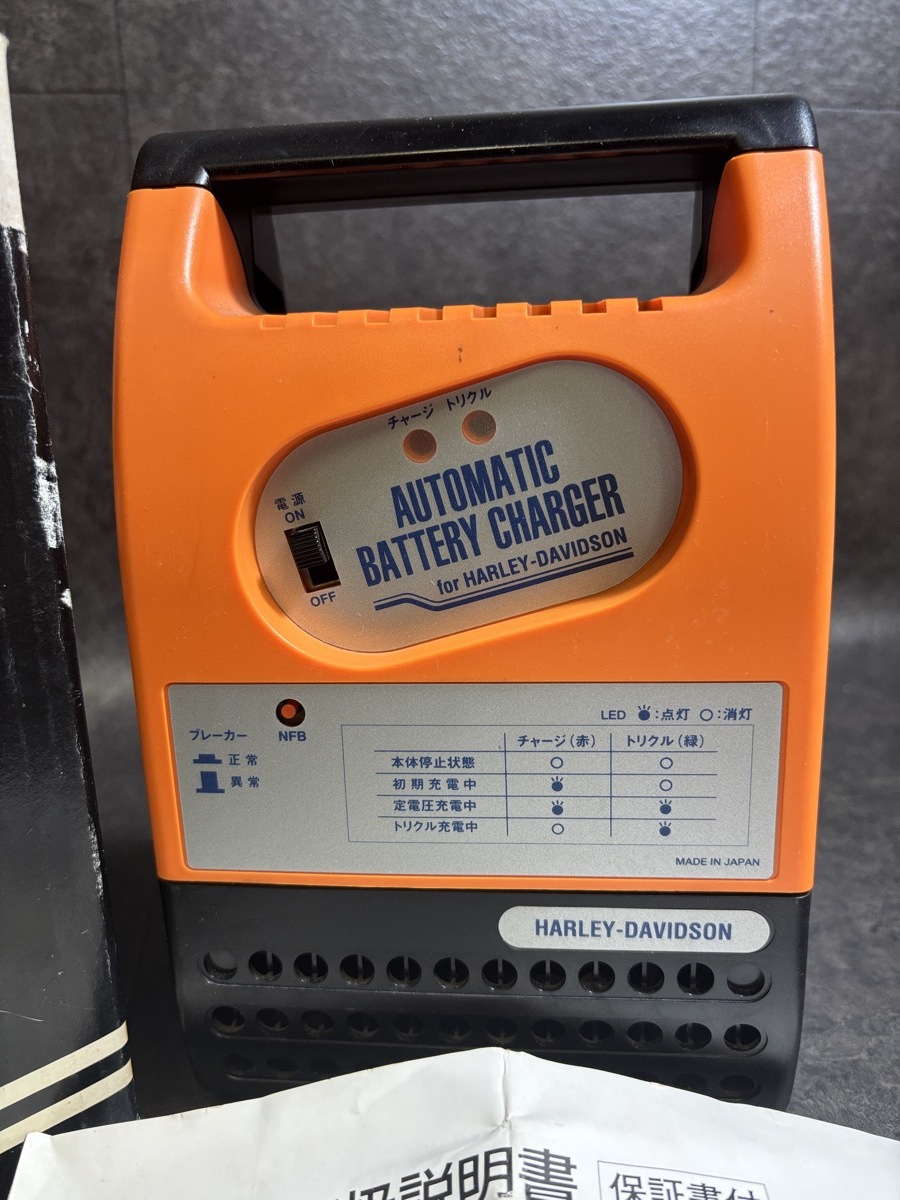 チャージ トリクル
電源
ON
OFF
AUTOMATIC
BATTERY CHARGER
for HARLEY-DAVIDSON
ブレーカー
NFB
正常
異常
LED :点灯 ○:消灯
チャージ(赤) トリクル(緑)
本体停止状態 ○ ○
初期充電中 ○
定電圧充電中
トリクル充電中 ○
MADE IN JAPAN
HARLEY-DAVIDSON
扱説明書 保証書付